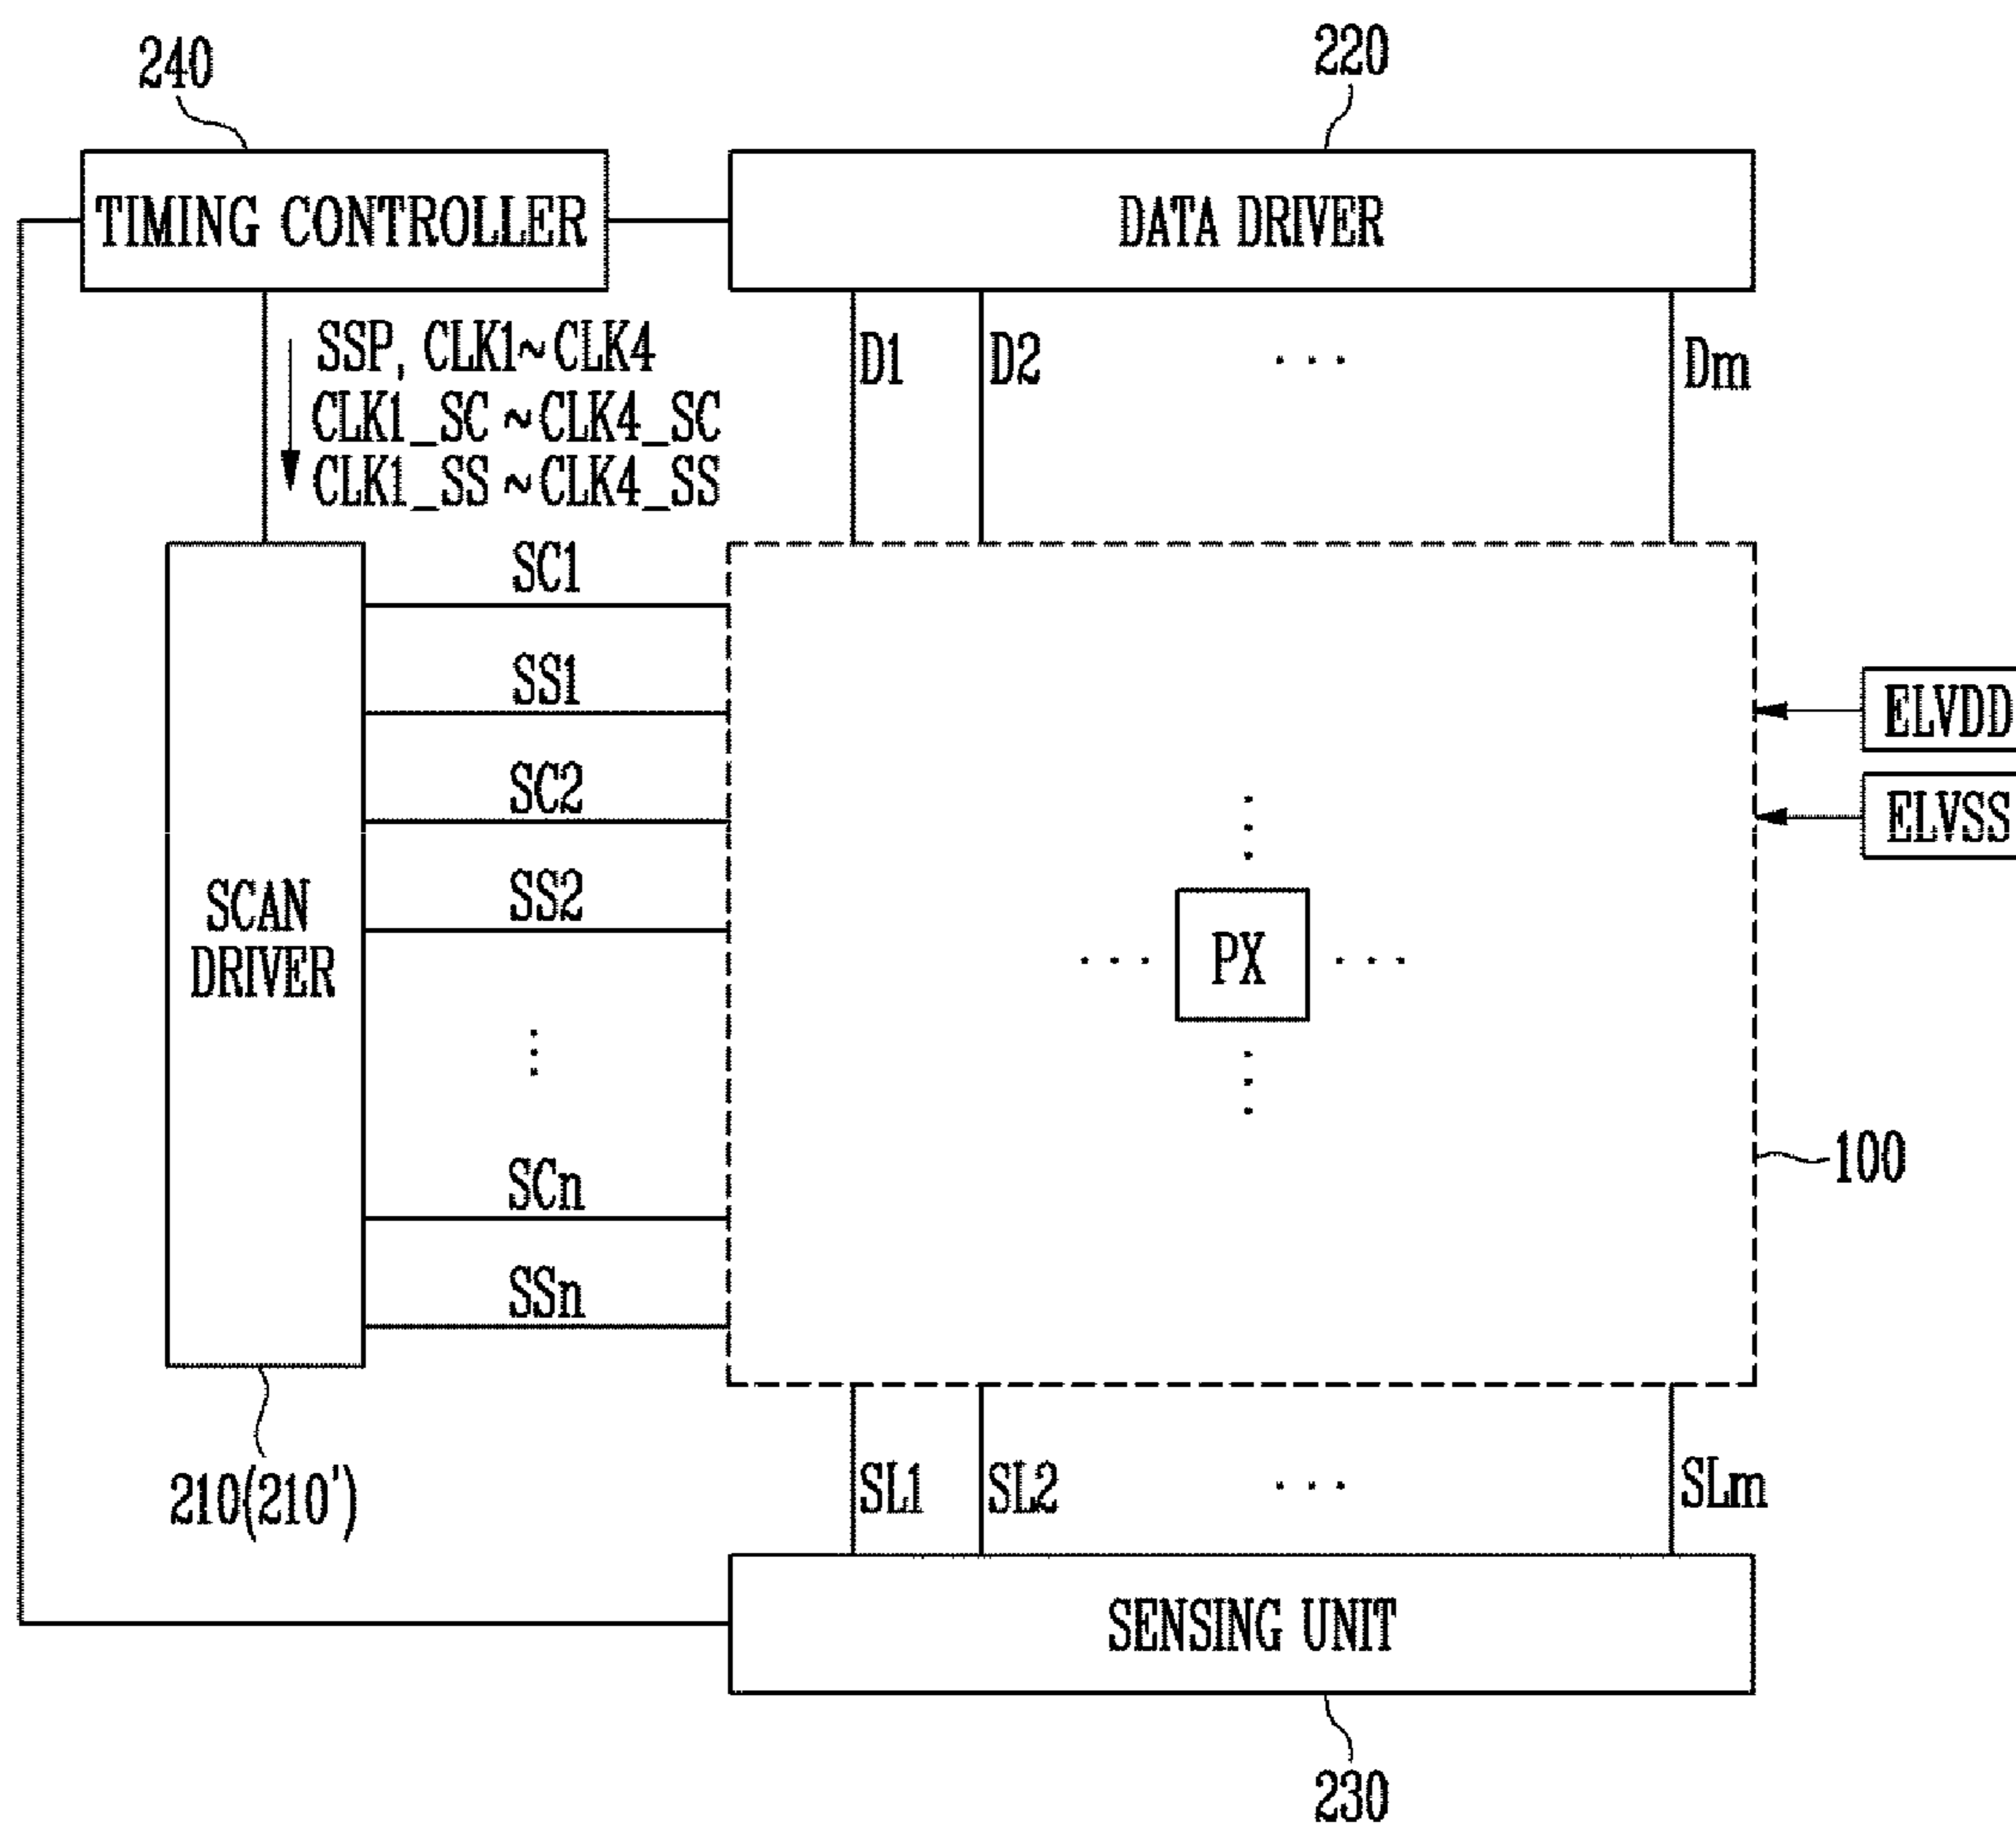 240
220
TIMING CONTROLLER
DATA DRIVER
SSP, CLK1~CLK4
CLK1_SC ~CLK4_SC
CLK1_SS ~CLK4_SS
D1
D2
. . .
Dm
SC1
SS1
SC2
SS2
SCn
SSn
SCAN
DRIVER
ELVDD
ELVSS
. . . PX . . .
100
210(210')
SL1
SL2
. . .
SLm
SENSING UNIT
230